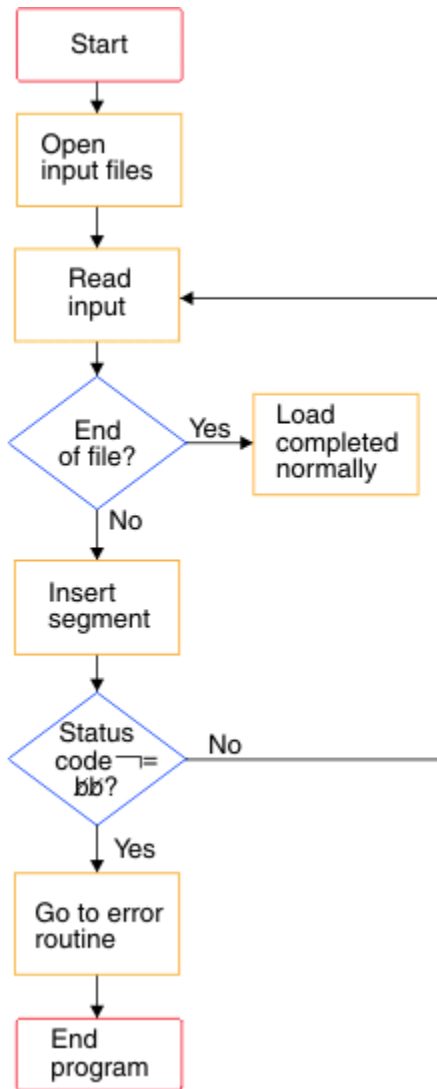 Start
Open
input files
Read
input
End
of file?
Yes
Load
completed
normally
No
Insert
segment
Status
code ¬=
b̸b̸?
No
Yes
Go to error
routine
End
program